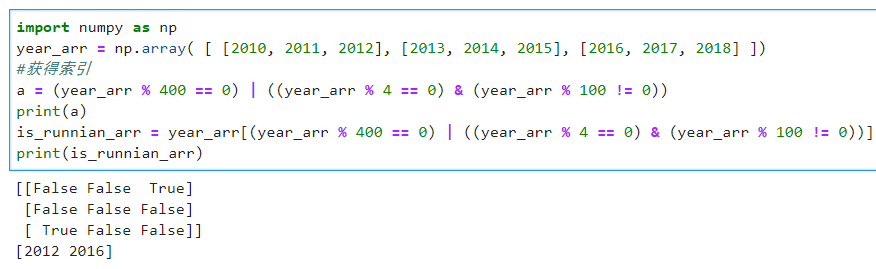 import numpy as np
year_arr = np.array( [ [2010, 2011, 2012], [2013, 2014, 2015], [2016, 2017, 2018] ])
#获得索引
a = (year_arr % 400 == 0) | ((year_arr % 4 == 0) & (year_arr % 100 != 0))
print(a)
is_runnian_arr = year_arr[(year_arr % 400 == 0) | ((year_arr % 4 == 0) & (year_arr % 100 != 0))]
print(is_runnian_arr)
[[False False  True]
 [False False False]
 [ True False False]]
[2012 2016]